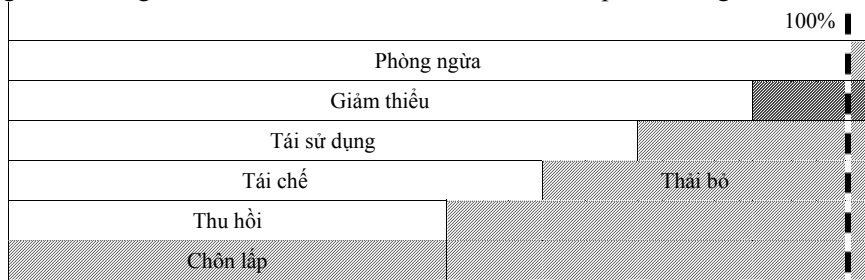 100%
Phòng ngừa
Giảm thiểu
Tái sử dụng
Tái chế
Thải bỏ
Thu hồi
Chôn lấp